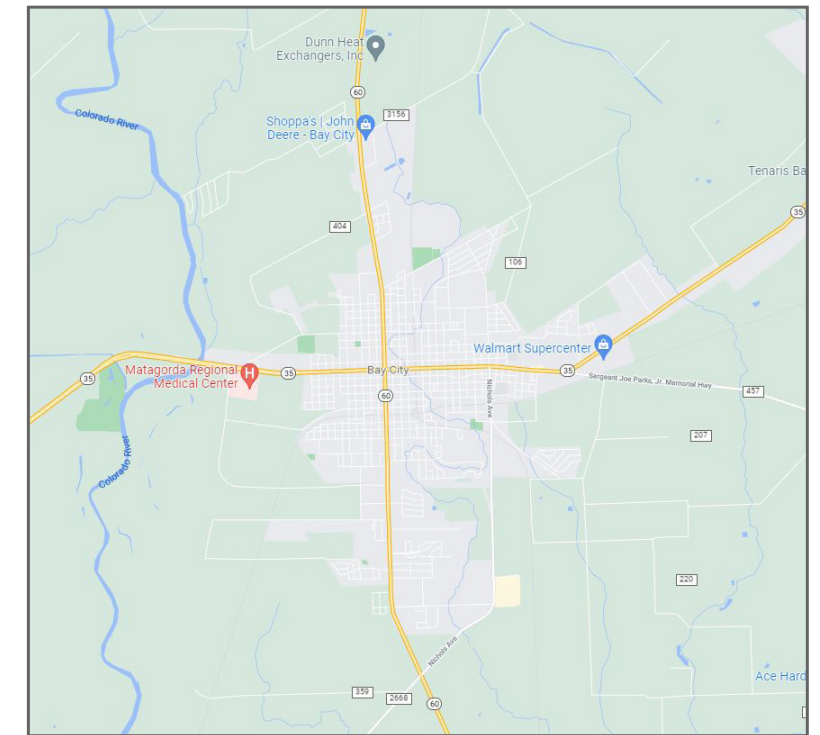 Dunn Heat
Exchangers, Inc
60
3156
Colorado River
Shoppa's | John
Deere - Bay City
Tenaris Ba
35
404
106
Walmart Supercenter
Matagorda Regional
Medical Center
H
35
35
Bay City
35
Sergeant Joe Parks, Jr. Memorial Hwy
457
60
Nichols Ave
207
Colorado River
220
Nichols Ave
Ace Hard
359
2668
60